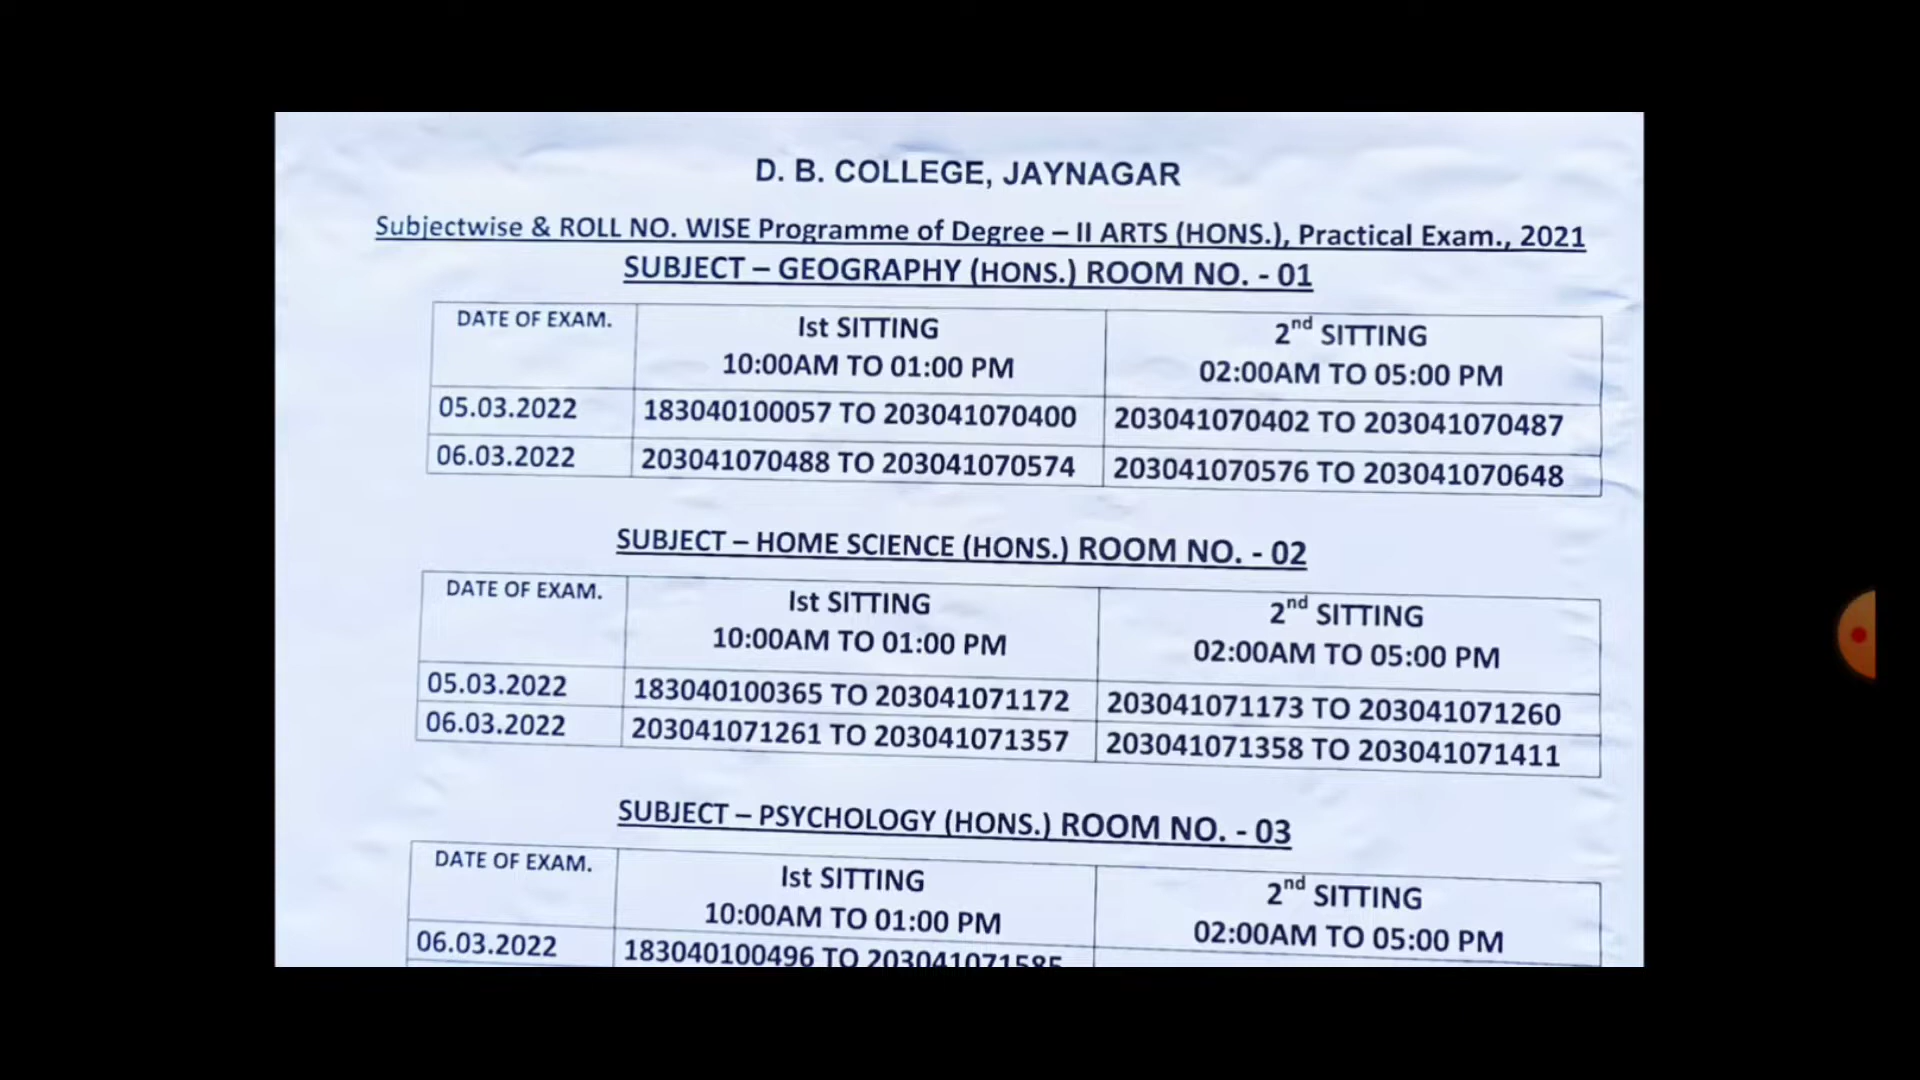 D. B. COLLEGE, JAYNAGAR
Subjectwise & ROLL NO. WISE Programme of Degree – II ARTS (HONS.), Practical Exam., 2021
SUBJECT – GEOGRAPHY (HONS.) ROOM NO. - 01
DATE OF EXAM. Ist SITTING 2nd SITTING
10:00AM TO 01:00 PM 02:00AM TO 05:00 PM
05.03.2022 183040100057 TO 203041070400 203041070402 TO 203041070487
06.03.2022 203041070488 TO 203041070574 203041070576 TO 203041070648
SUBJECT – HOME SCIENCE (HONS.) ROOM NO. - 02
DATE OF EXAM. Ist SITTING 2nd SITTING
10:00AM TO 01:00 PM 02:00AM TO 05:00 PM
05.03.2022 183040100365 TO 203041071172 203041071173 TO 203041071260
06.03.2022 203041071261 TO 203041071357 203041071358 TO 203041071411
SUBJECT – PSYCHOLOGY (HONS.) ROOM NO. - 03
DATE OF EXAM. Ist SITTING 2nd SITTING
10:00AM TO 01:00 PM 02:00AM TO 05:00 PM
06.03.2022 183040100496 TO 203041071585